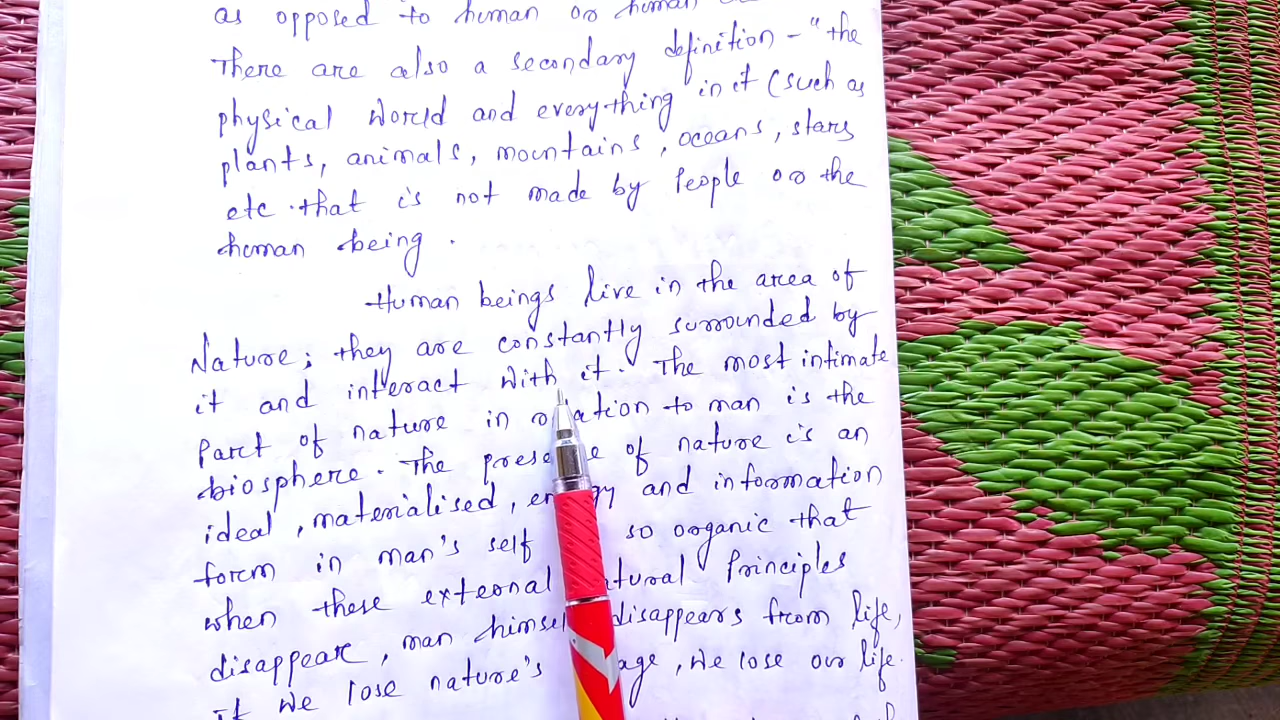 as opposed to human or human
There are also a secondary definition - "the
physical World and everything in it (such as
plants, animals, mountains, oceans, stars
etc. that is not made by People or the
human being.
Human beings live in the area of
Nature; they are constantly surrounded by
it and interact With it. The most intimate
Part of nature in to man is the
biosphere. The of nature is an
ideal, materialised, and information
form in man's self so organic that
when these external Principles
disappear, man disappears from life,
if We lose nature's , We lose our life.